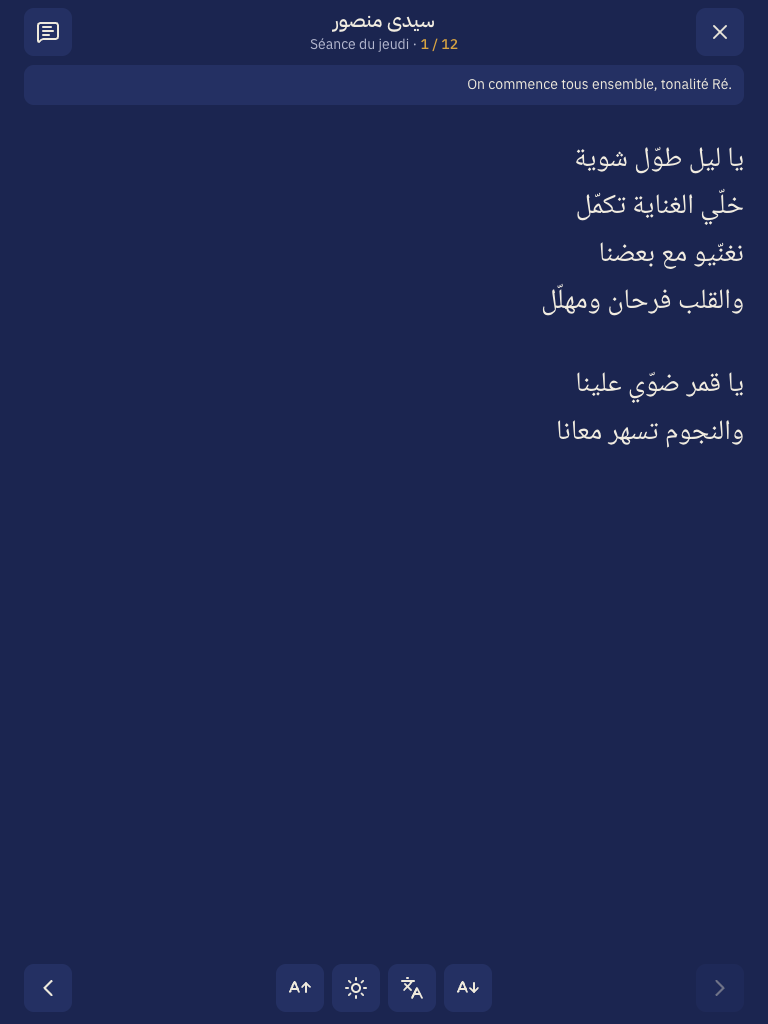 سيدي منصور
Séance du jeudi · 1 / 12
On commence tous ensemble, tonalité Ré.
يا ليل طوّل شوية
خلّي الغناية تكمّل
نغنّيو مع بعضنا
والقلب فرحان ومهلّل
يا قمر ضوّي علينا
والنجوم تسهر معانا
A A A